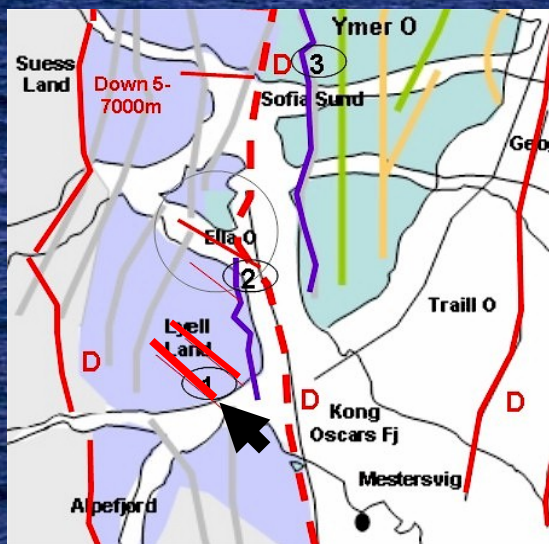 Ymer O
Suess
Land
D
3
Down 5-
7000m
Sofia Sund
Geo
Ella O
2
Traill O
Lyell
Land
D
1
D
D
Kong
Oscars Fj
Mestersvig
Alpefjord